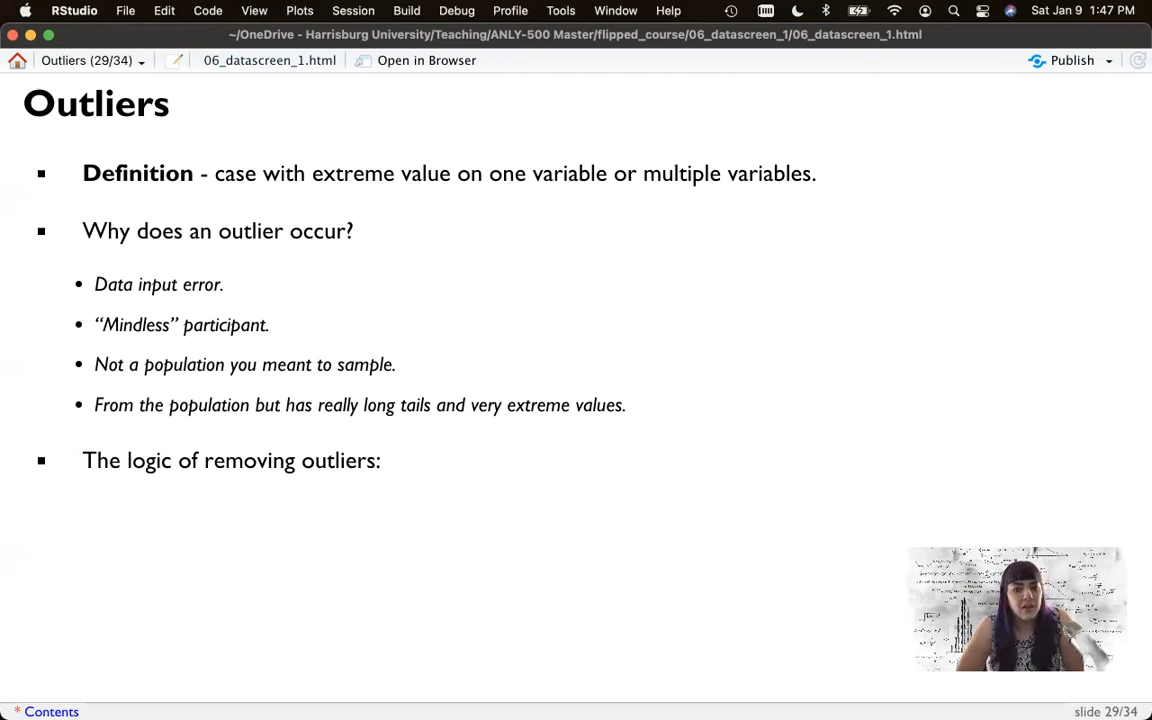 RStudio File Edit Code View Plots Session Build Debug Profile Tools Window Help Sat Jan 9 1:47 PM
~/OneDrive - Harrisburg University/Teaching/ANLY-500 Master/flipped_course/06_datascreen_1/06_datascreen_1.html
Outliers (29/34) 06_datascreen_1.html Open in Browser Publish
Outliers
Definition - case with extreme value on one variable or multiple variables.
Why does an outlier occur?
• Data input error.
• “Mindless” participant.
• Not a population you meant to sample.
• From the population but has really long tails and very extreme values.
The logic of removing outliers:
* Contents slide 29/34